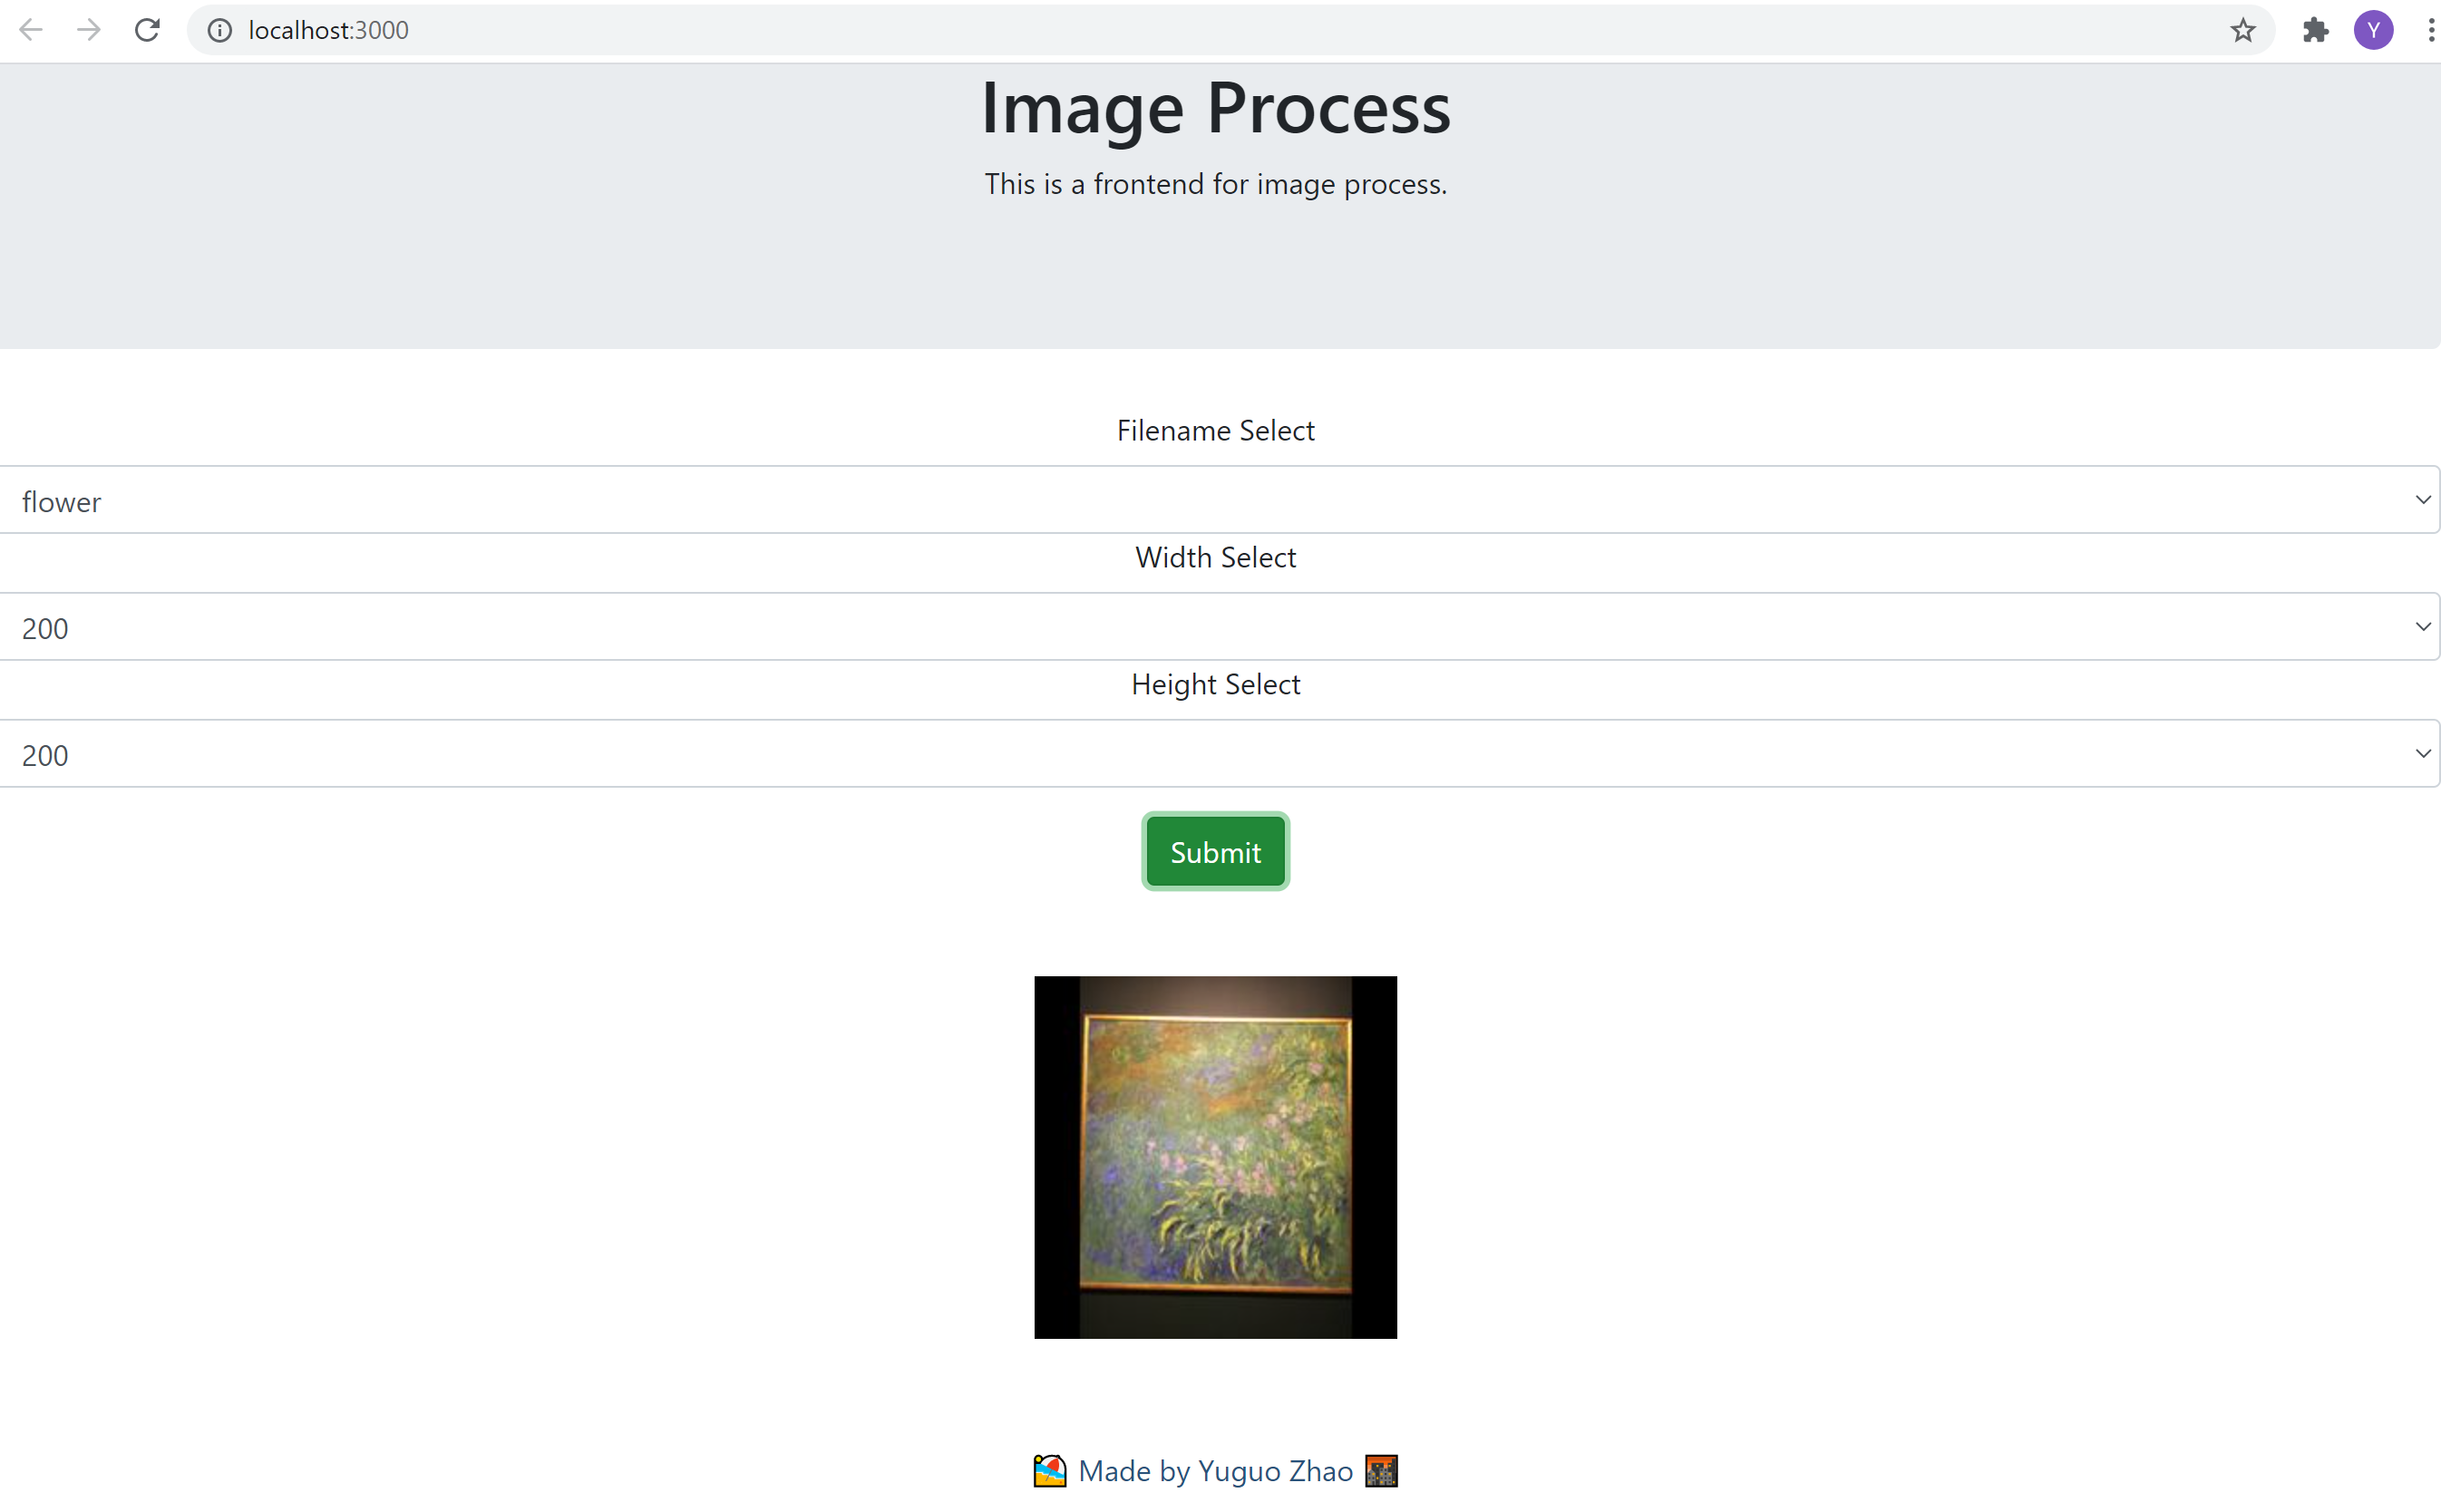 localhost:3000
Y
Image Process
This is a frontend for image process.
Filename Select
flower
Width Select
200
Height Select
200
Submit
🏖 Made by Yuguo Zhao 🌇